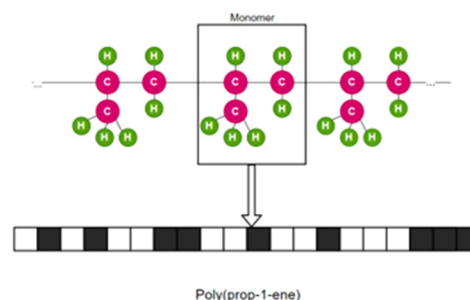 Monomer
H H H H H H
... C C C C C C ...
C H C H C H
H H H
H H H H H H
Poly(prop-1-ene)